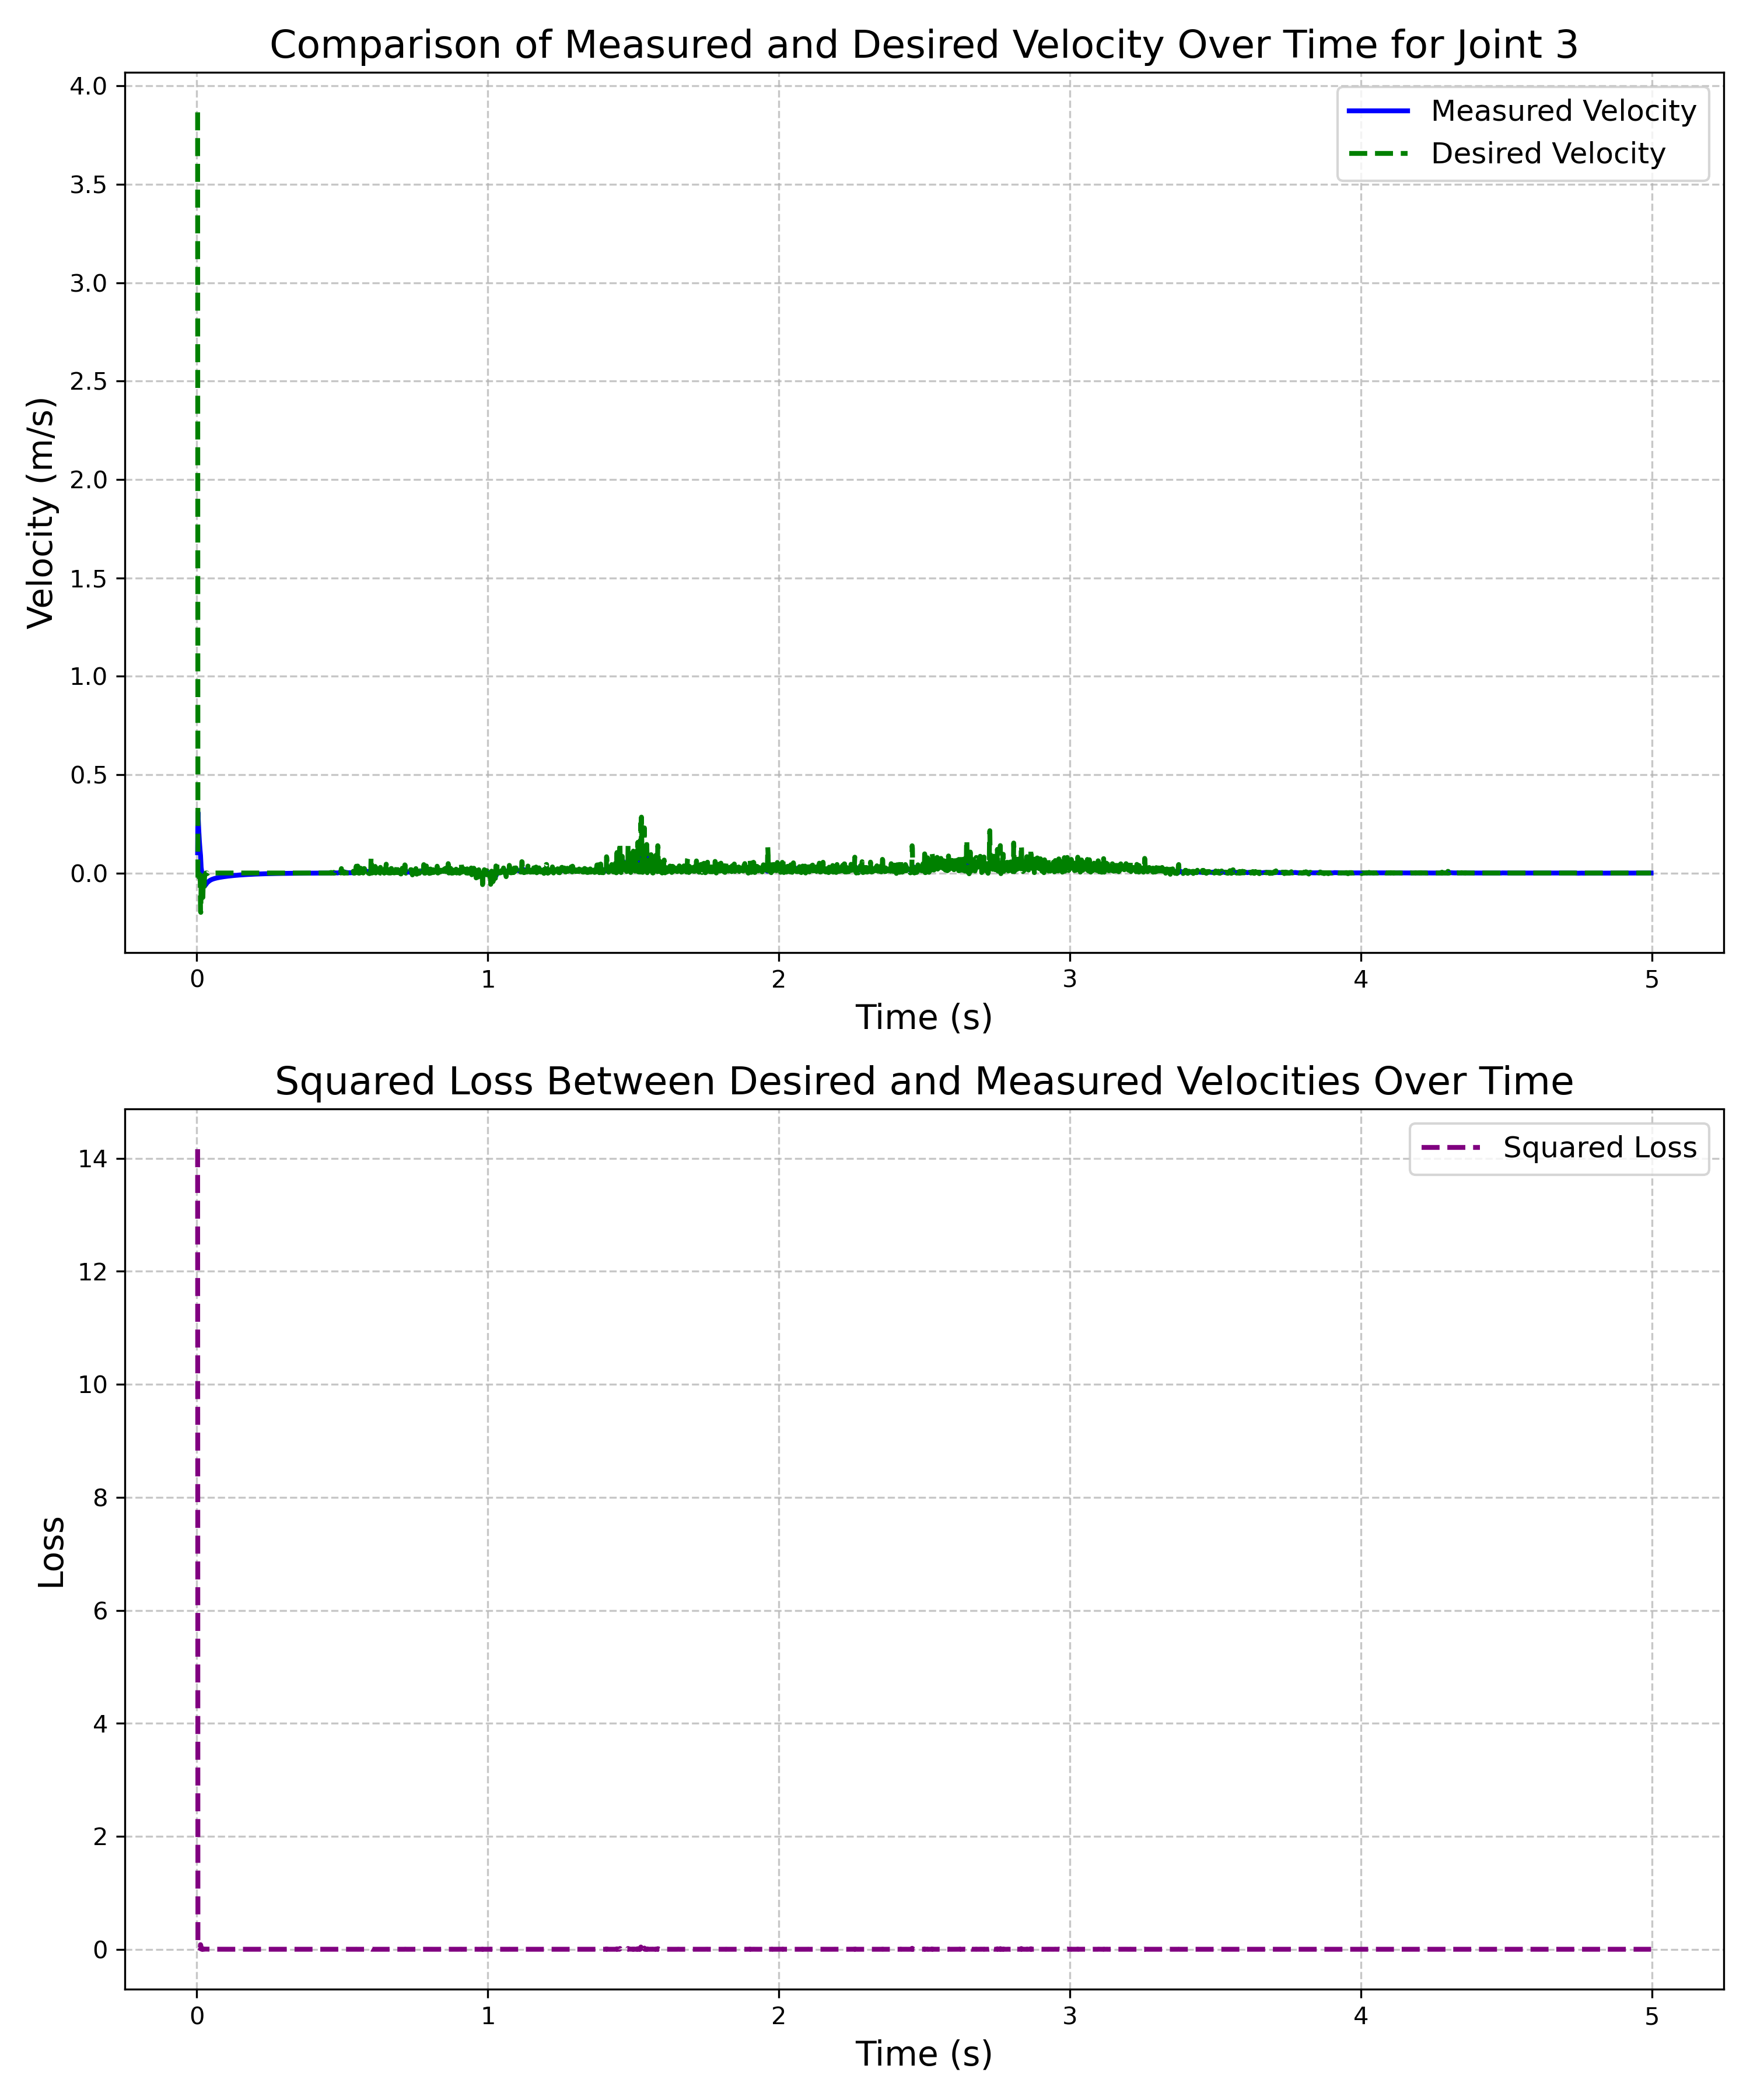 Comparison of Measured and Desired Velocity Over Time for Joint 3
4.0
3.5
3.0
2.5
2.0
1.5
1.0
0.5
0.0
Velocity (m/s)
Measured Velocity
Desired Velocity
0 1 2 3 4 5
Time (s)
Squared Loss Between Desired and Measured Velocities Over Time
14
12
10
8
6
4
2
0
Loss
Squared Loss
0 1 2 3 4 5
Time (s)